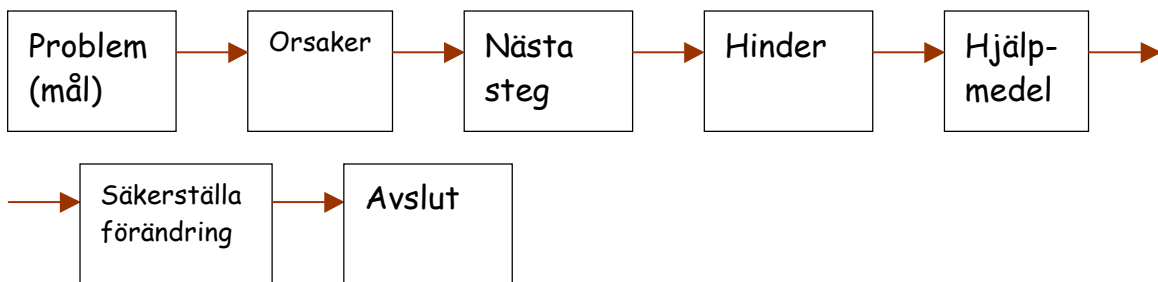 Problem
(mål)
Orsaker
Nästa
steg
Hinder
Hjälp-
medel
Säkerställa
förändring
Avslut